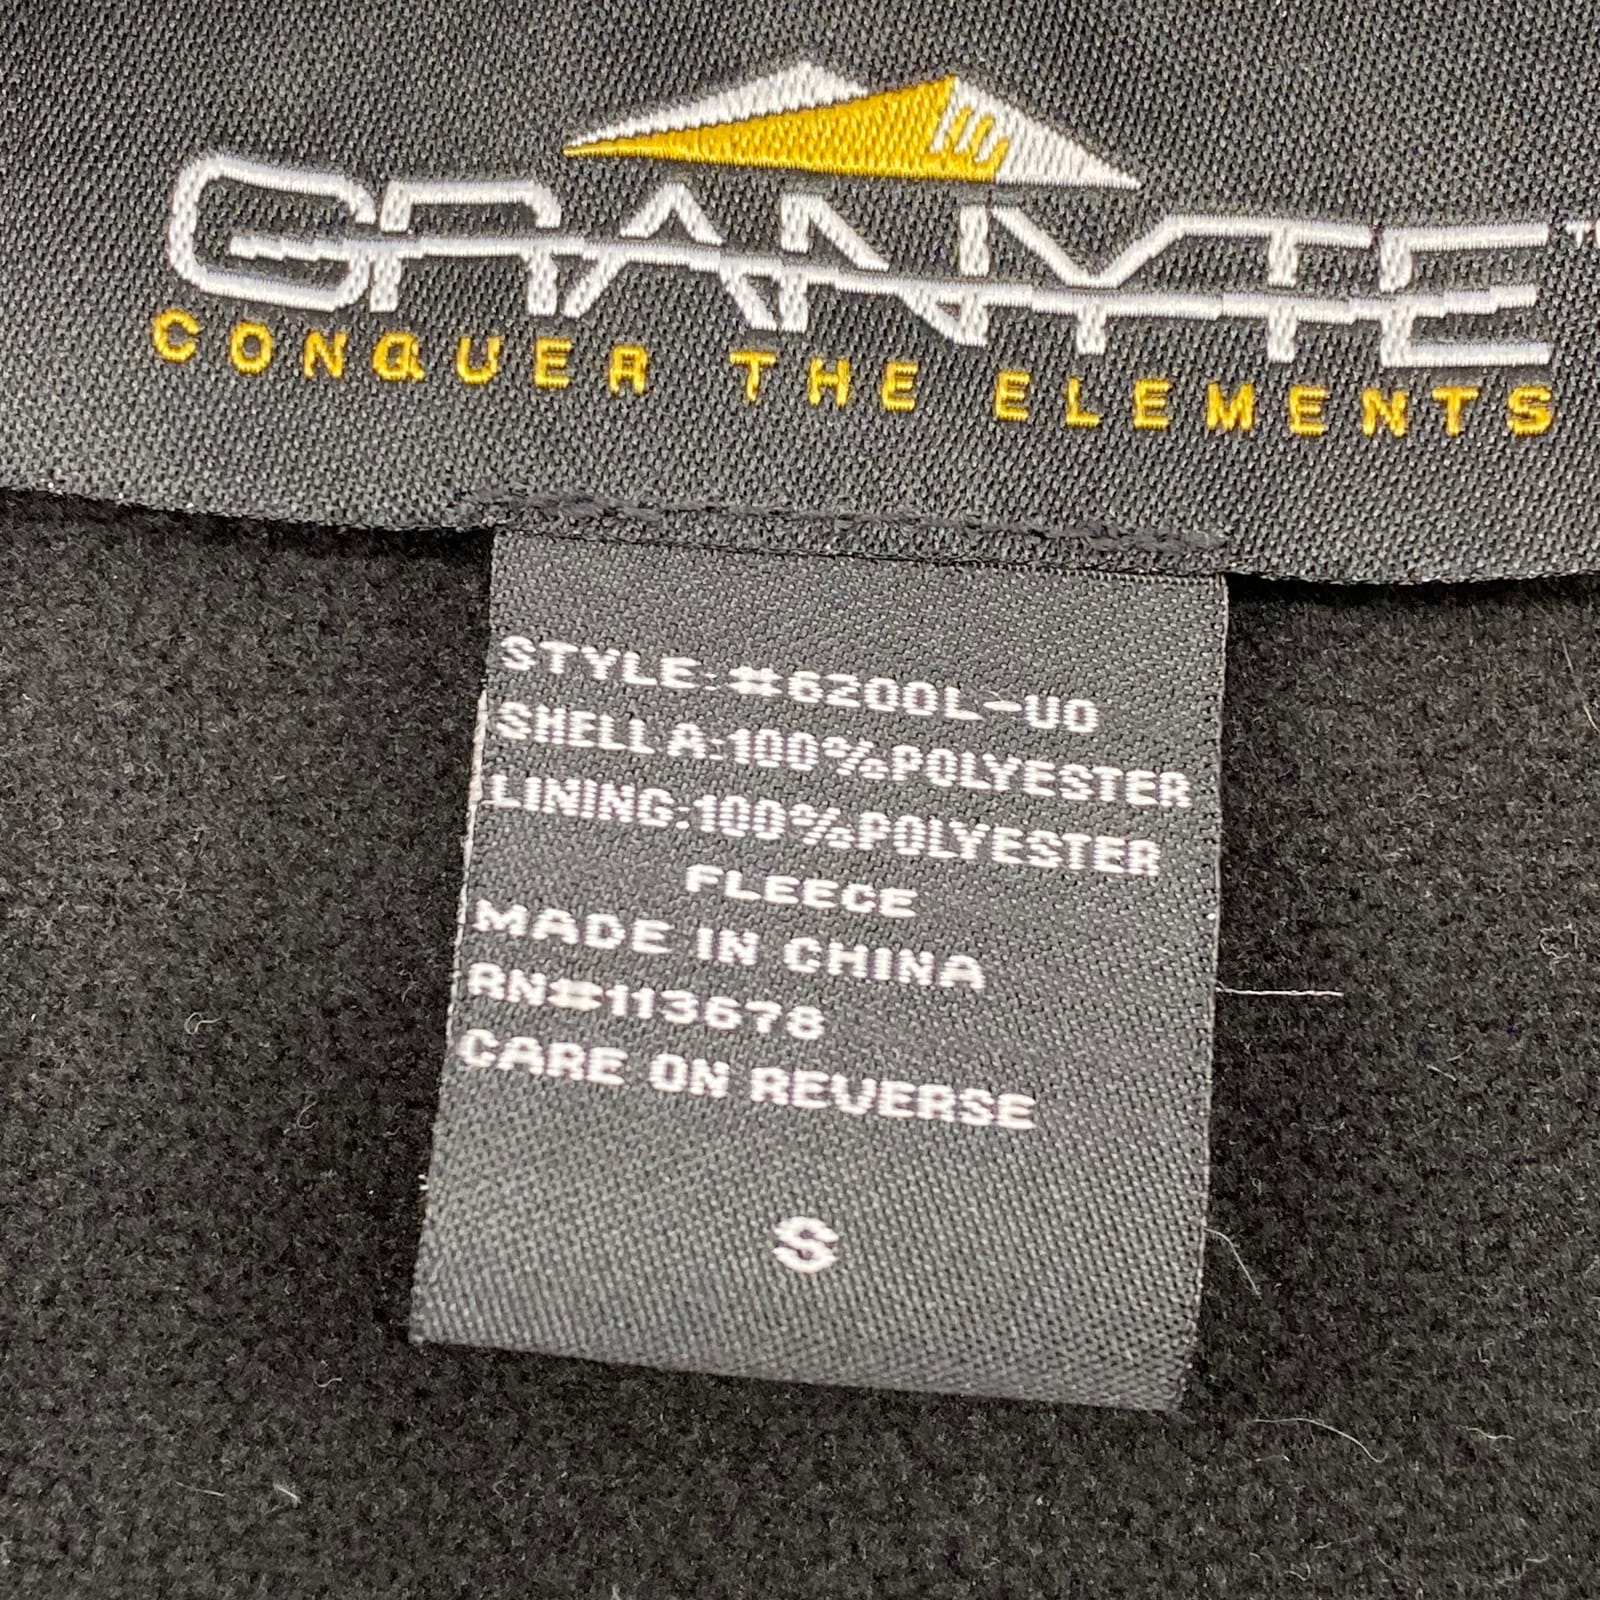 GRANYTE
CONQUER THE ELEMENTS
STYLE:#6200L-UO
SHELL A:100%POLYESTER
LINING:100%POLYESTER
FLEECE
MADE IN CHINA
RN#113678
CARE ON REVERSE
S